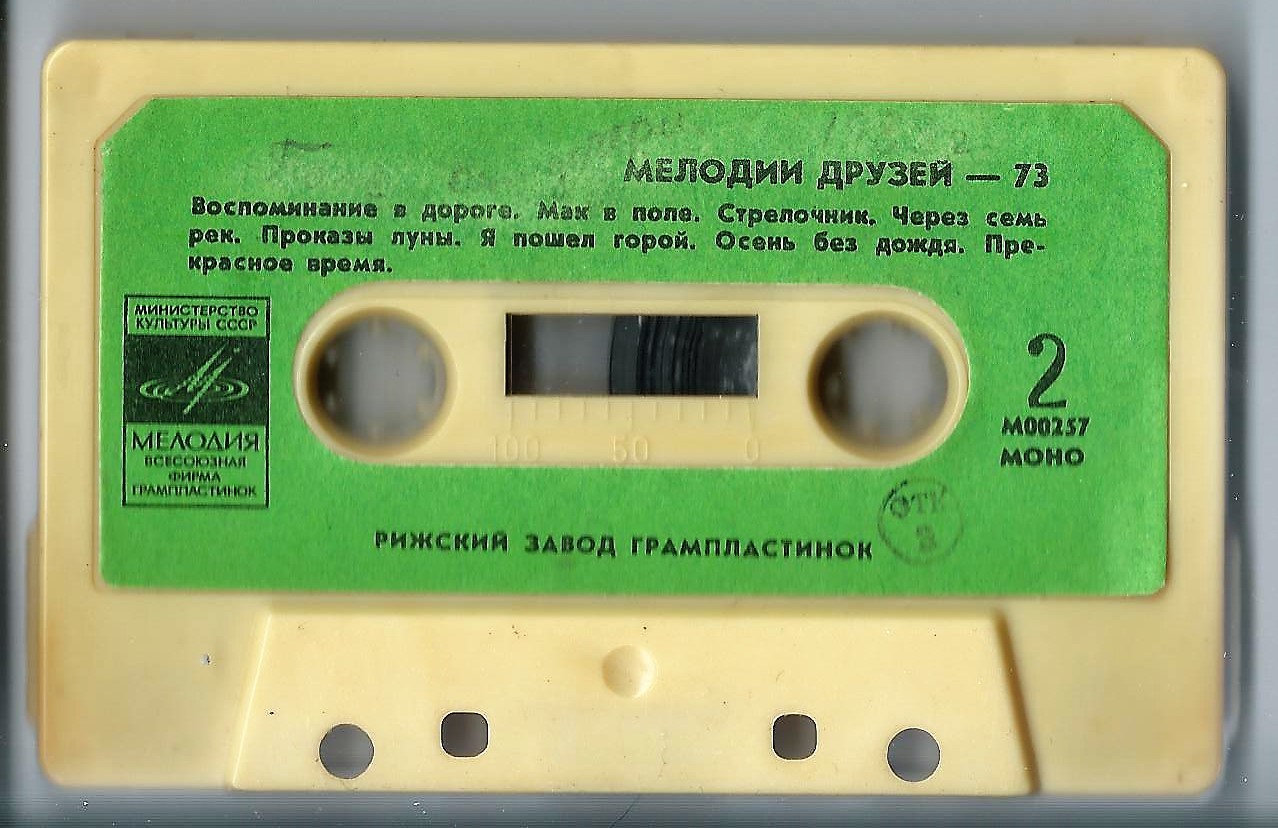 МЕЛОДИИ ДРУЗЕЙ — 73
Воспоминание в дороге. Мак в поле. Стрелочник. Через семь
рек. Проказы луны. Я пошел горой. Осень без дождя. Пре-
красное время.
МИНИСТЕРСТВО
КУЛЬТУРЫ СССР
МЕЛОДИЯ
ВСЕСОЮЗНАЯ
ФИРМА
ГРАМПЛАСТИНОК
100 50 0
2
М00257
МОНО
ОТК
РИЖСКИЙ ЗАВОД ГРАМПЛАСТИНОК